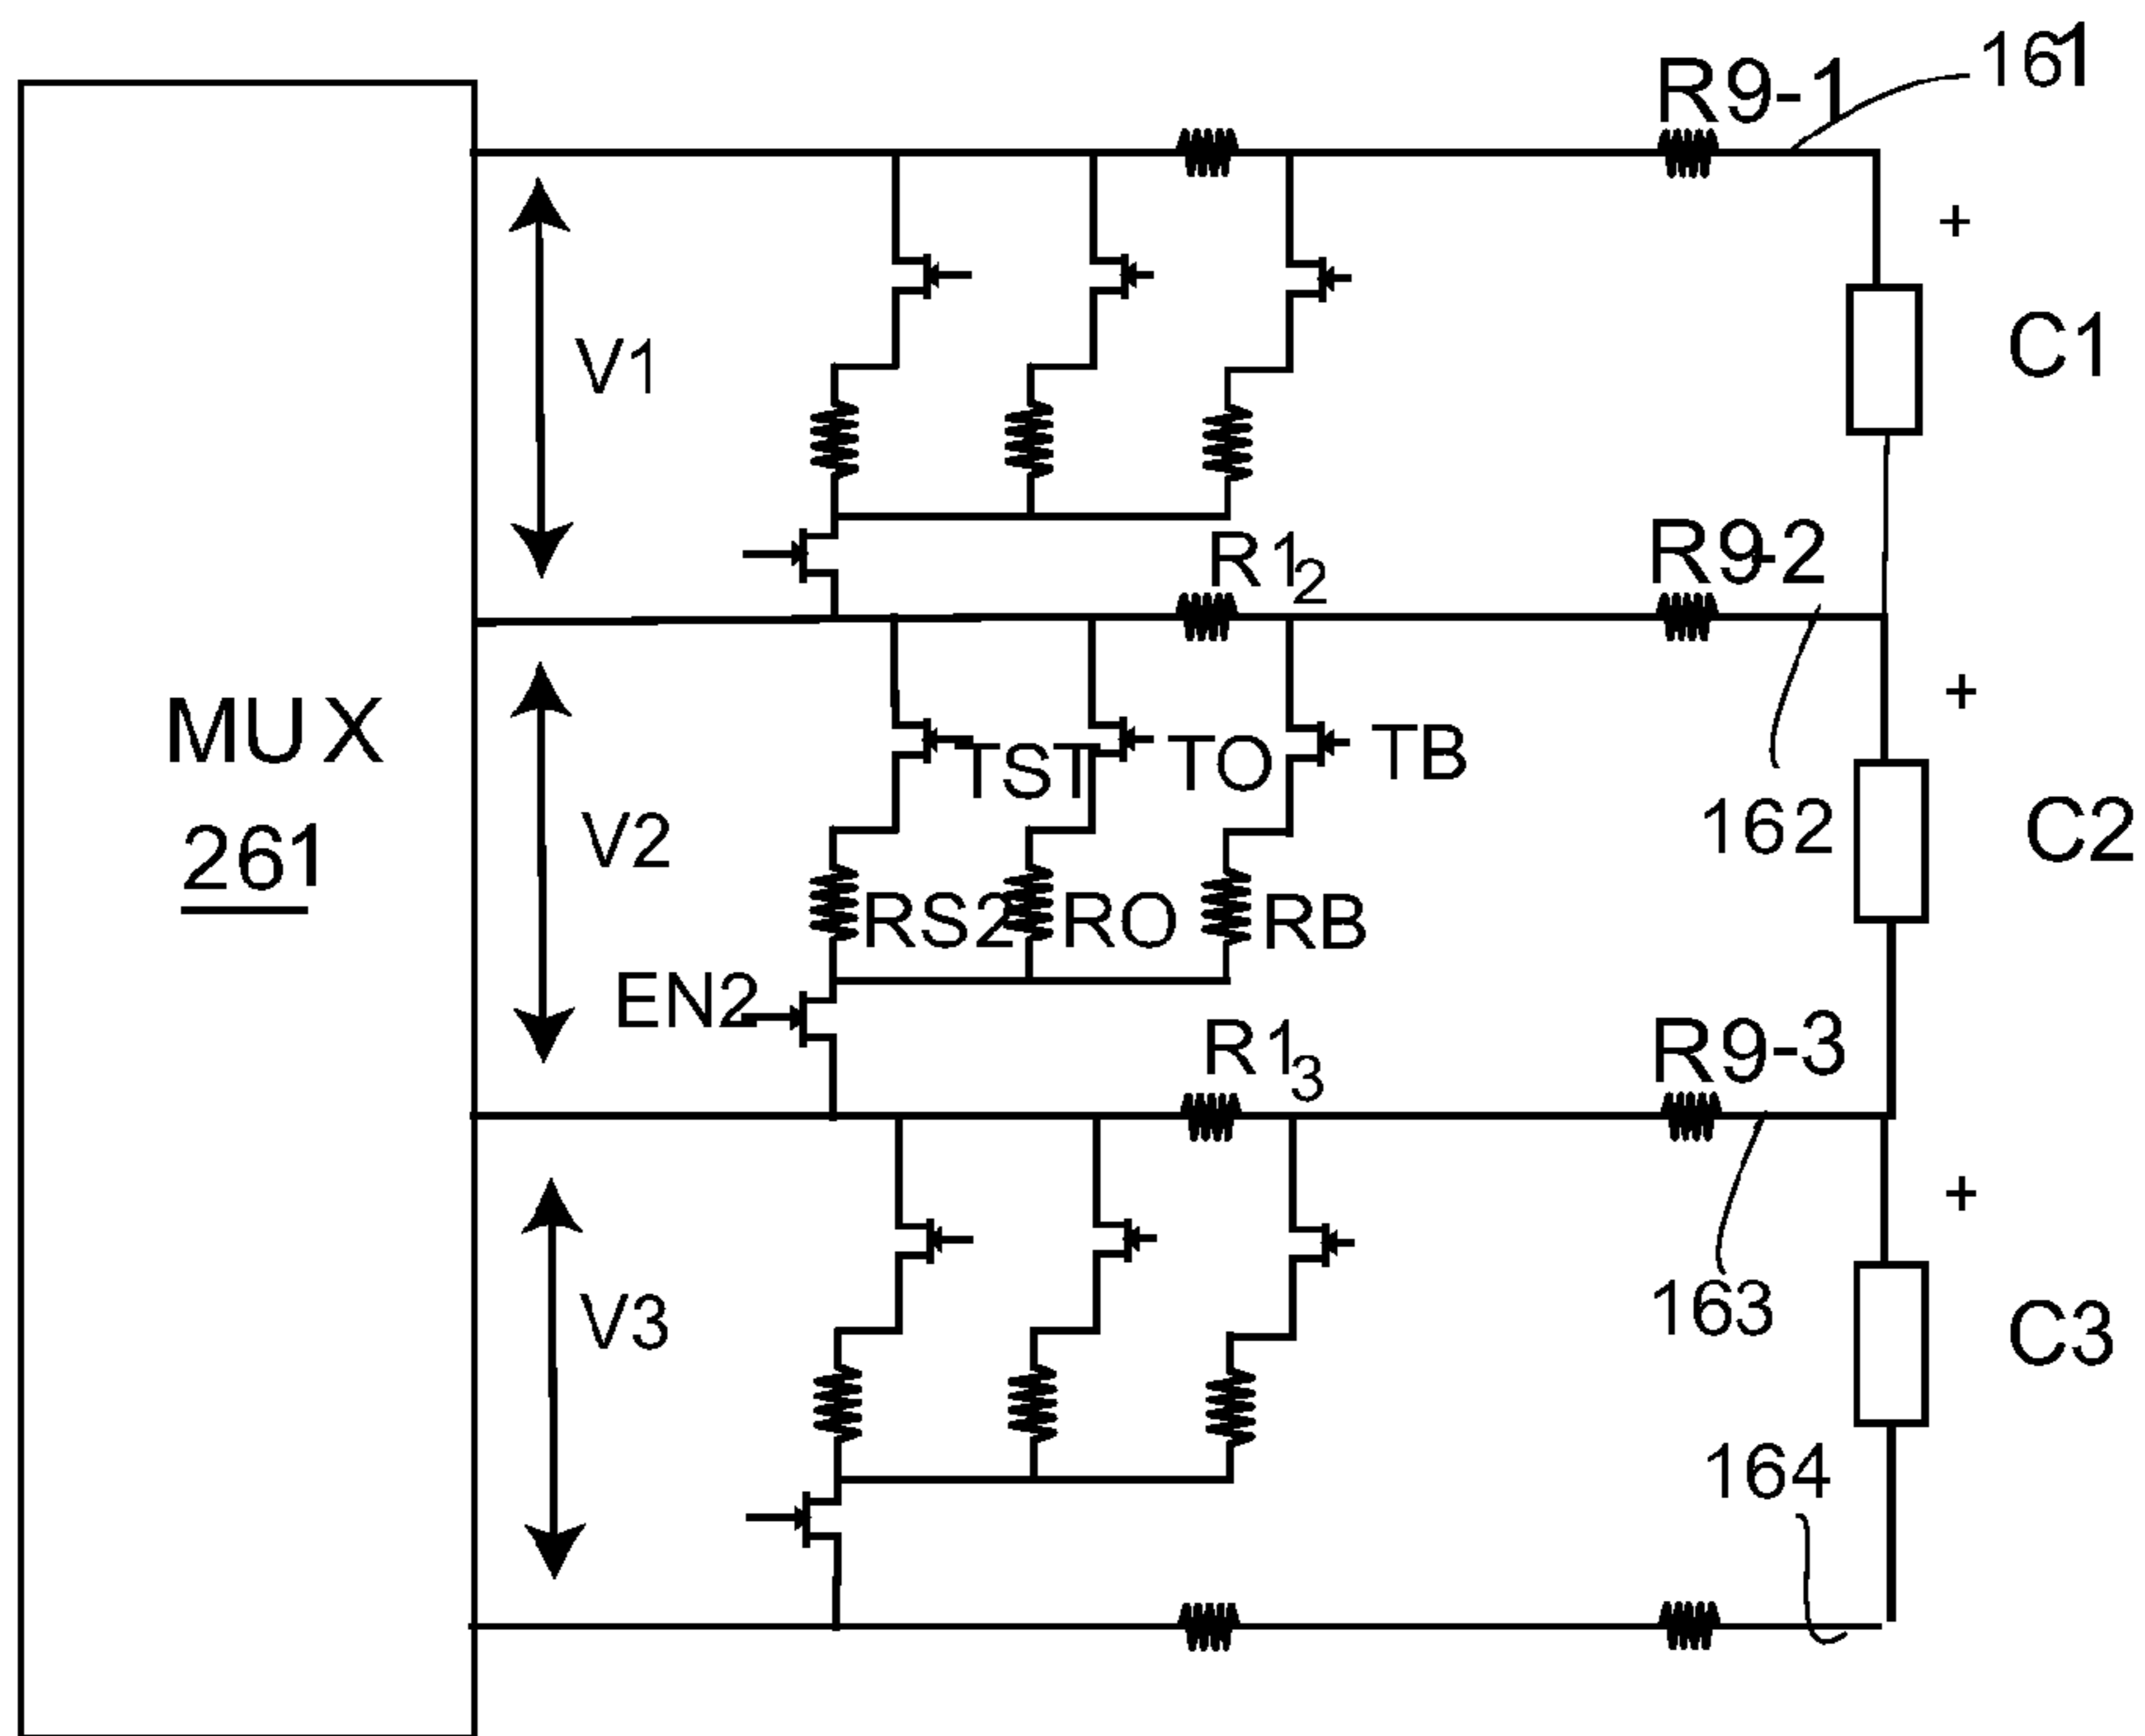 161
R9-1
+
V1
C1
R12
R9-2
MUX
261
+
V2
TST
TO
TB
162
C2
RS2
RO
RB
EN2
R13
R9-3
+
V3
163
C3
164